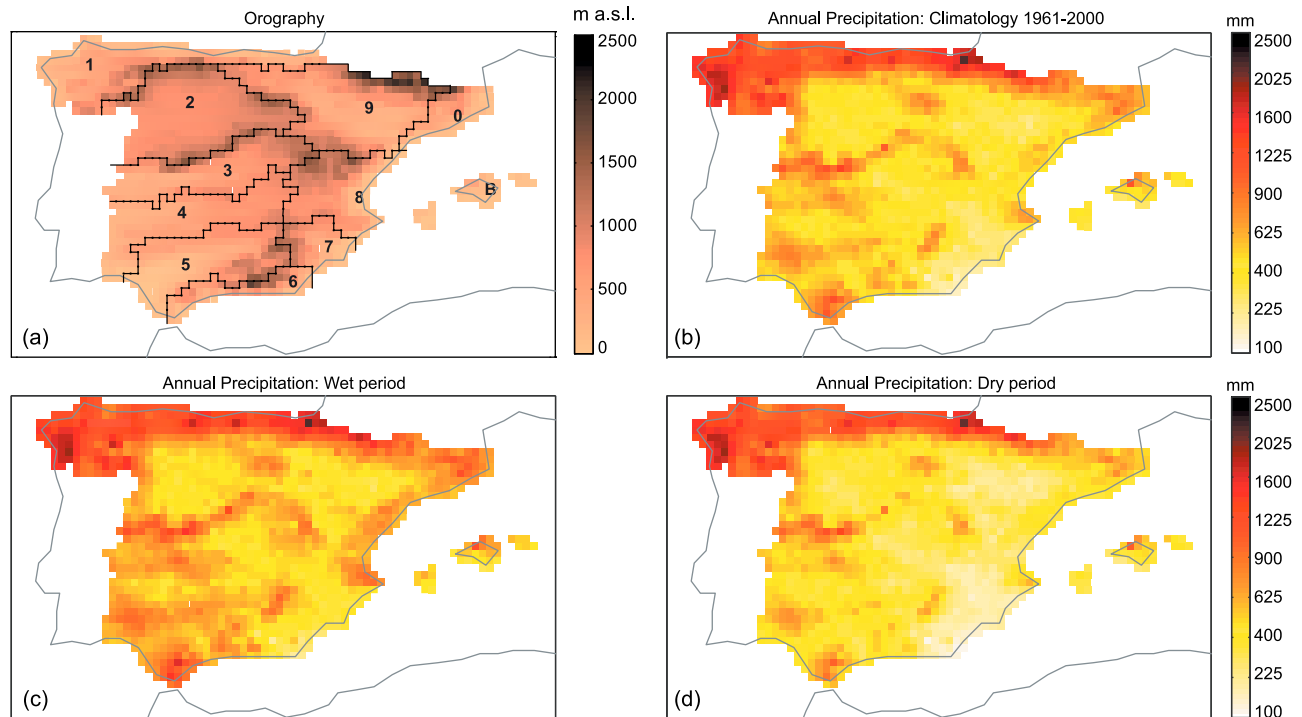 Orography
m a.s.l.
2500
2000
1500
1000
500
0
1
2
3
4
5
6
7
8
9
0
B
(a)
Annual Precipitation: Climatology 1961-2000
mm
2500
2025
1600
1225
900
625
400
225
100
(b)
Annual Precipitation: Wet period
(c)
Annual Precipitation: Dry period
mm
2500
2025
1600
1225
900
625
400
225
100
(d)